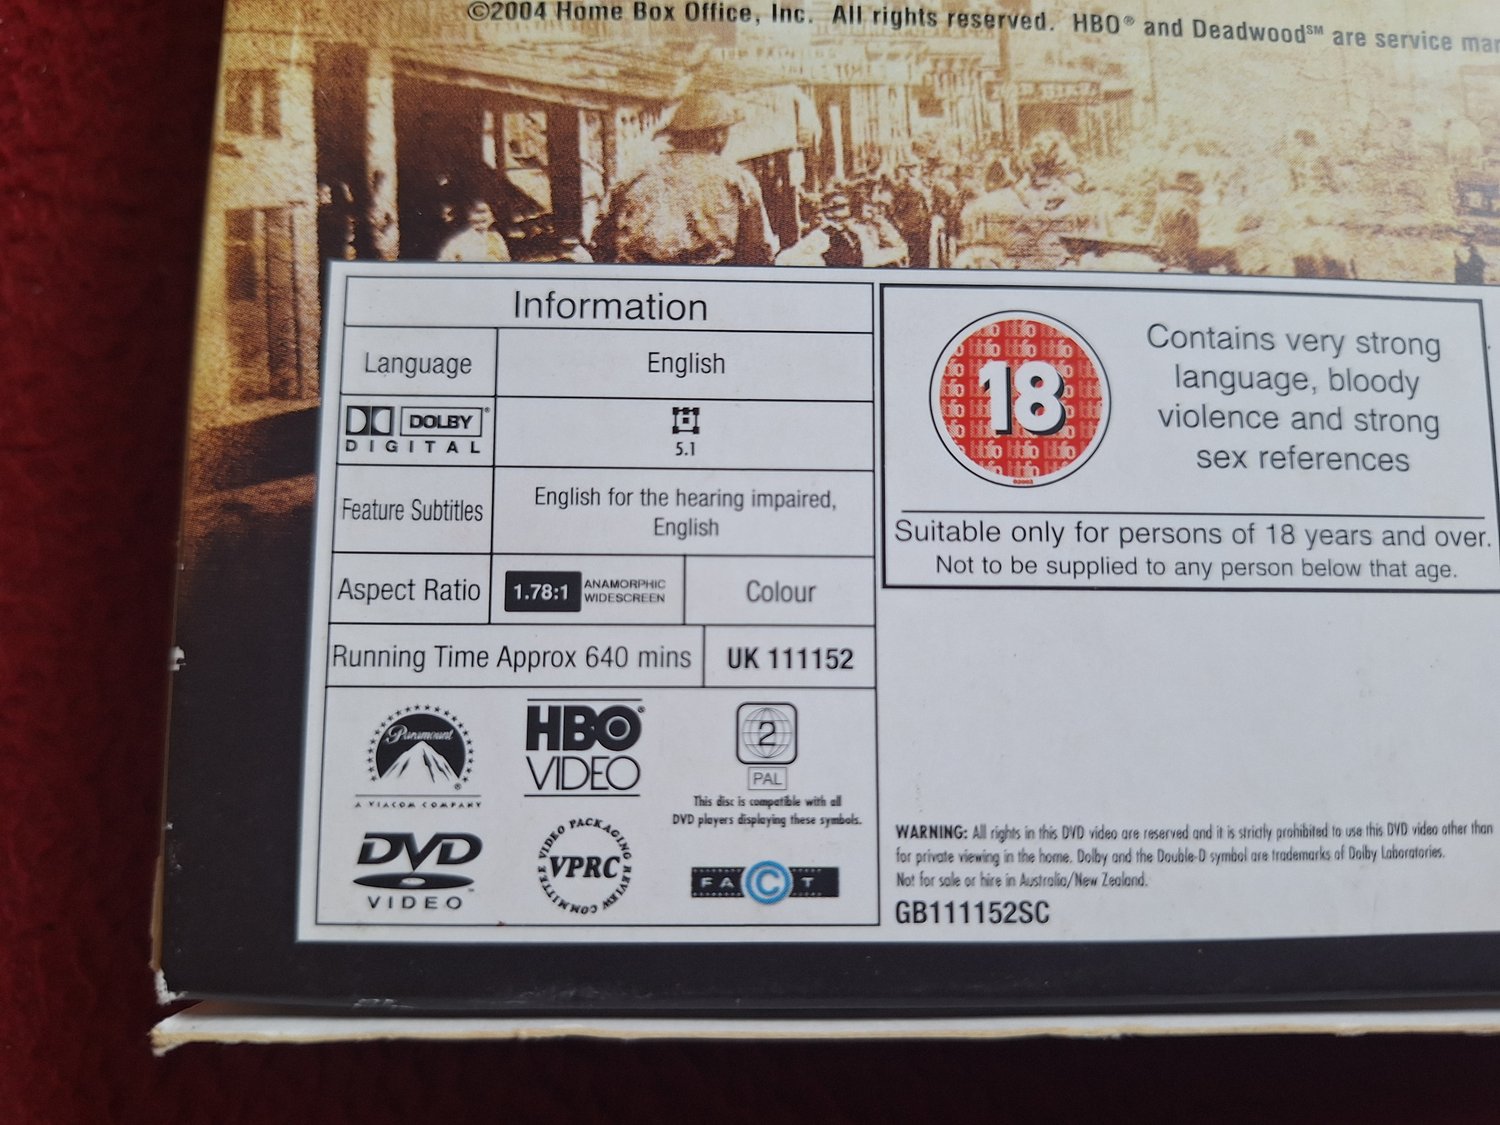 ©2004 Home Box Office, Inc. All rights reserved. HBO® and Deadwood℠ are service
Information
Language
English
DOLBY
DIGITAL
5.1
Feature Subtitles
English for the hearing impaired,
English
Aspect Ratio
1.78:1
ANAMORPHIC
WIDESCREEN
Colour
Running Time Approx 640 mins
UK 111152
Paramount
A VIACOM COMPANY
HBO®
VIDEO
2
PAL
This disc is compatible with all
DVD players displaying these symbols.
DVD
VIDEO
VIDEO PACKAGING REVIEW COMMITTEE
VPRC
FACT
18
Contains very strong
language, bloody
violence and strong
sex references
Suitable only for persons of 18 years and over.
Not to be supplied to any person below that age.
WARNING: All rights in this DVD video are reserved and it is strictly prohibited to use this DVD video other than
for private viewing in the home. Dolby and the Double-D symbol are trademarks of Dolby Laboratories.
Not for sale or hire in Australia/New Zealand.
GB111152SC